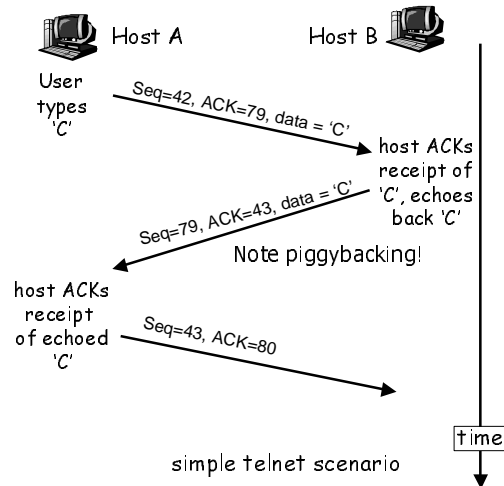 Host A
Host B
User
types
‘C’
Seq=42, ACK=79, data = ‘C’
host ACKs
receipt of
‘C’, echoes
back ‘C’
Seq=79, ACK=43, data = ‘C’
Note piggybacking!
host ACKs
receipt
of echoed
‘C’
Seq=43, ACK=80
time
simple telnet scenario